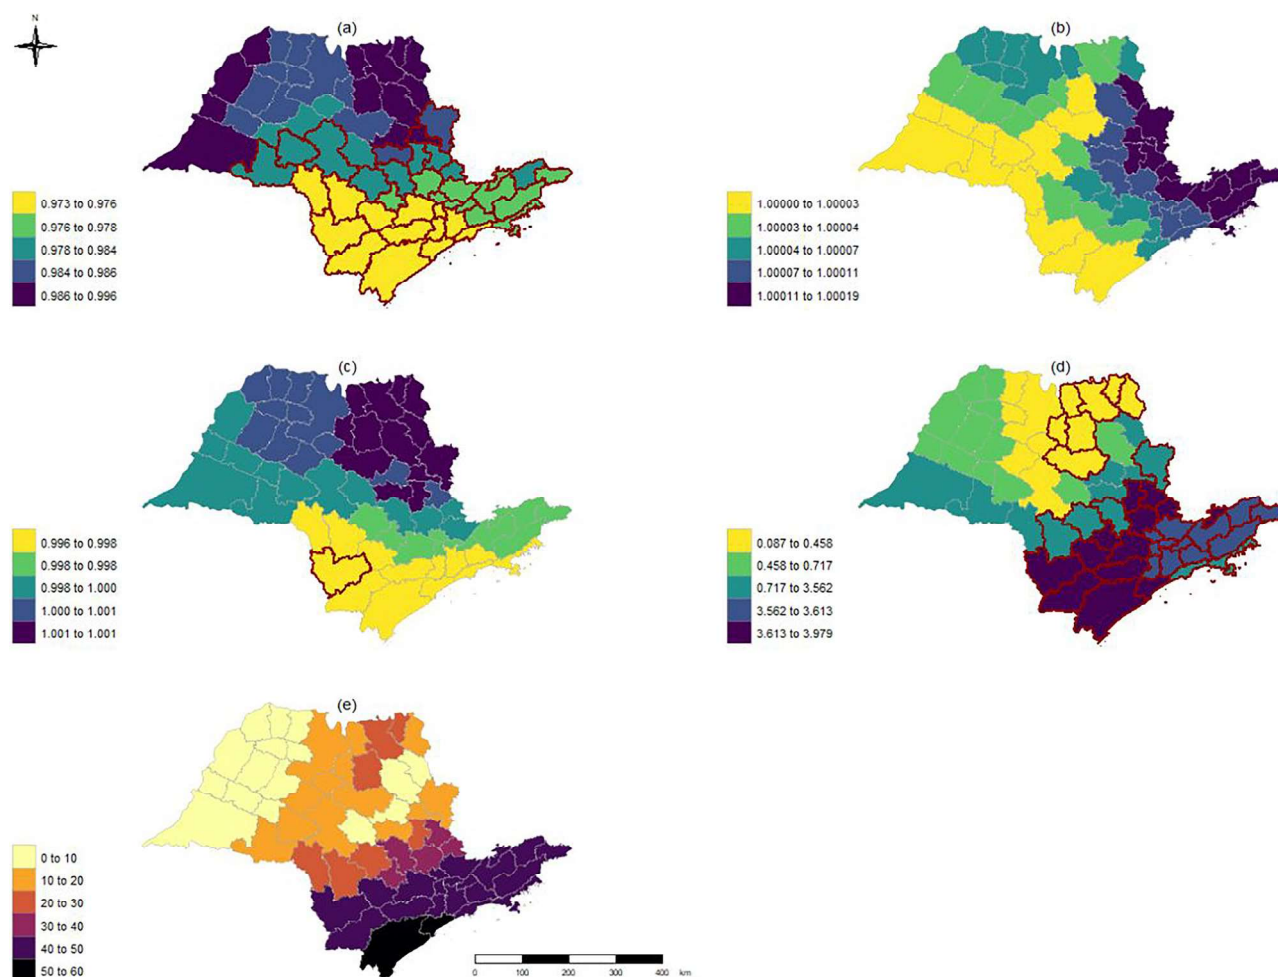 N
(a)
0.973 to 0.976
0.976 to 0.978
0.978 to 0.984
0.984 to 0.986
0.986 to 0.996
(b)
1.00000 to 1.00003
1.00003 to 1.00004
1.00004 to 1.00007
1.00007 to 1.00011
1.00011 to 1.00019
(c)
0.996 to 0.998
0.998 to 0.998
0.998 to 1.000
1.000 to 1.001
1.001 to 1.001
(d)
0.087 to 0.458
0.458 to 0.717
0.717 to 3.562
3.562 to 3.613
3.613 to 3.979
(e)
0 to 10
10 to 20
20 to 30
30 to 40
40 to 50
50 to 60
0 100 200 300 400 km